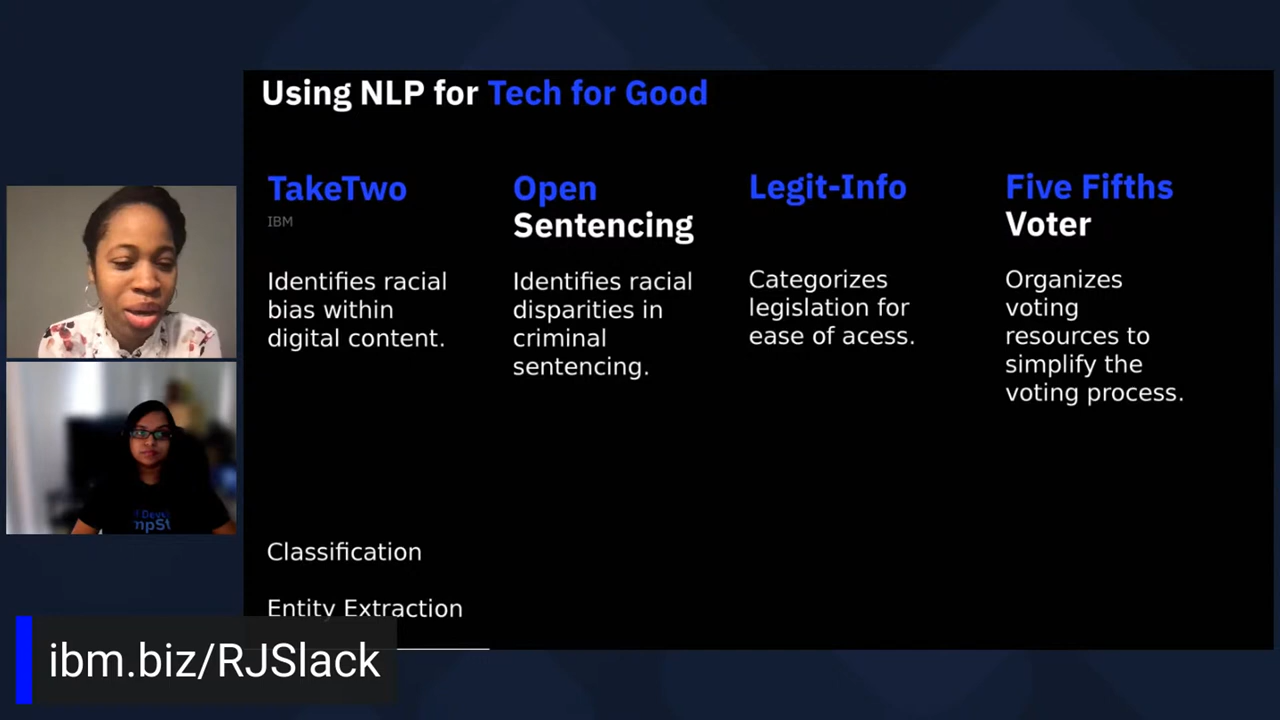 Using NLP for Tech for Good
TakeTwo
IBM
Identifies racial
bias within
digital content.
Open
Sentencing
Identifies racial
disparities in
criminal
sentencing.
Legit-Info
Categorizes
legislation for
ease of acess.
Five Fifths
Voter
Organizes
voting
resources to
simplify the
voting process.
Classification
Entity Extraction
ibm.biz/RJSlack